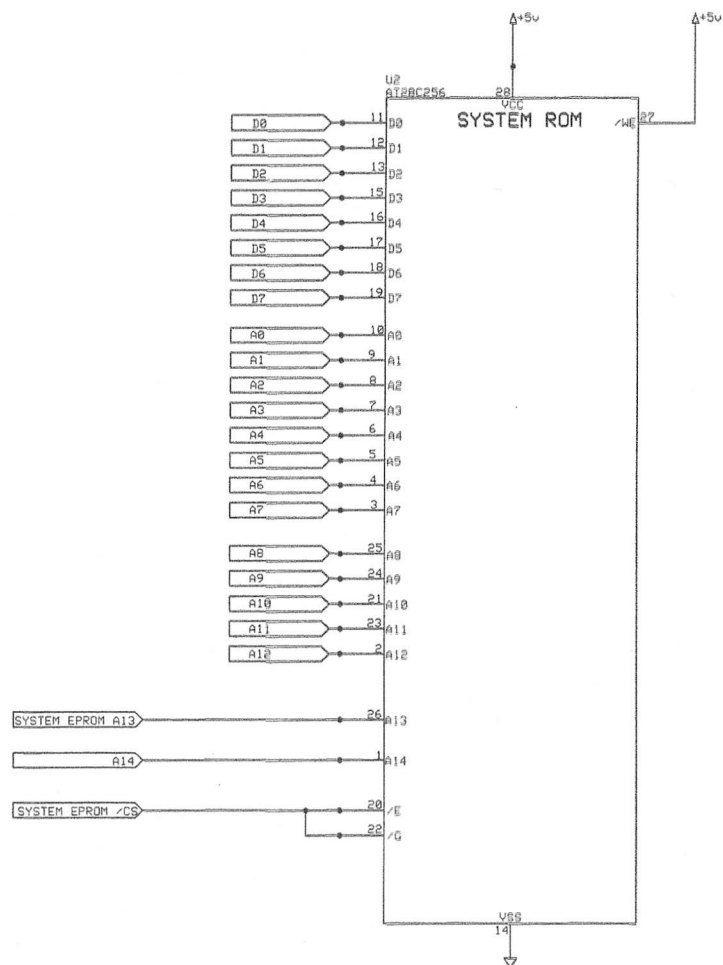 +5v +5v
U2
AT28C256
28
VCC
SYSTEM ROM
/WE 27
D0 11 D0
D1 12 D1
D2 13 D2
D3 15 D3
D4 16 D4
D5 17 D5
D6 18 D6
D7 19 D7
A0 10 A0
A1 9 A1
A2 8 A2
A3 7 A3
A4 6 A4
A5 5 A5
A6 4 A6
A7 3 A7
A8 25 A8
A9 24 A9
A10 21 A10
A11 23 A11
A12 2 A12
SYSTEM EPROM A13 26 A13
A14 1 A14
SYSTEM EPROM /CS 20 /E
22 /G
VSS
14